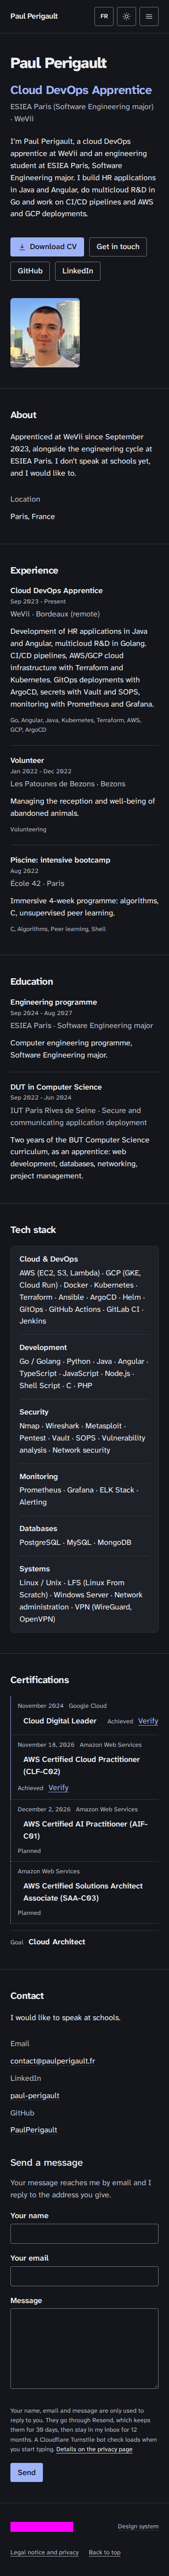 Paul Perigault
FR
Paul Perigault
Cloud DevOps Apprentice
ESIEA Paris (Software Engineering major)
· WeVii
I'm Paul Perigault, a cloud DevOps
apprentice at WeVii and an engineering
student at ESIEA Paris, Software
Engineering major. I build HR applications
in Java and Angular, do multicloud R&D in
Go and work on CI/CD pipelines and AWS
and GCP deployments.
Download CV
Get in touch
GitHub
LinkedIn
About
Apprenticed at WeVii since September
2023, alongside the engineering cycle at
ESIEA Paris. I don't speak at schools yet,
and I would like to.
Location
Paris, France
Experience
Cloud DevOps Apprentice
Sep 2023 - Present
WeVii · Bordeaux (remote)
Development of HR applications in Java
and Angular, multicloud R&D in Golang.
CI/CD pipelines, AWS/GCP cloud
infrastructure with Terraform and
Kubernetes. GitOps deployments with
ArgoCD, secrets with Vault and SOPS,
monitoring with Prometheus and Grafana.
Go, Angular, Java, Kubernetes, Terraform, AWS,
GCP, ArgoCD
Volunteer
Jan 2022 - Dec 2022
Les Patounes de Bezons · Bezons
Managing the reception and well-being of
abandoned animals.
Volunteering
Piscine: intensive bootcamp
Aug 2022
École 42 · Paris
Immersive 4-week programme: algorithms,
C, unsupervised peer learning.
C, Algorithms, Peer learning, Shell
Education
Engineering programme
Sep 2024 - Aug 2027
ESIEA Paris · Software Engineering major
Computer engineering programme,
Software Engineering major.
DUT in Computer Science
Sep 2022 - Jun 2024
IUT Paris Rives de Seine · Secure and
communicating application deployment
Two years of the BUT Computer Science
curriculum, as an apprentice: web
development, databases, networking,
project management.
Tech stack
Cloud & DevOps
AWS (EC2, S3, Lambda) · GCP (GKE,
Cloud Run) · Docker · Kubernetes ·
Terraform · Ansible · ArgoCD · Helm ·
GitOps · GitHub Actions · GitLab CI ·
Jenkins
Development
Go / Golang · Python · Java · Angular ·
TypeScript · JavaScript · Node.js ·
Shell Script · C · PHP
Security
Nmap · Wireshark · Metasploit ·
Pentest · Vault · SOPS · Vulnerability
analysis · Network security
Monitoring
Prometheus · Grafana · ELK Stack ·
Alerting
Databases
PostgreSQL · MySQL · MongoDB
Systems
Linux / Unix · LFS (Linux From
Scratch) · Windows Server · Network
administration · VPN (WireGuard,
OpenVPN)
Certifications
November 2024 Google Cloud
Cloud Digital Leader Achieved Verify
November 18, 2026 Amazon Web Services
AWS Certified Cloud Practitioner
(CLF-C02)
Achieved Verify
December 2, 2026 Amazon Web Services
AWS Certified AI Practitioner (AIF-
C01)
Planned
Amazon Web Services
AWS Certified Solutions Architect
Associate (SAA-C03)
Planned
Goal Cloud Architect
Contact
I would like to speak at schools.
Email
contact@paulperigault.fr
LinkedIn
paul-perigault
GitHub
PaulPerigault
Send a message
Your message reaches me by email and I
reply to the address you give.
Your name
Your email
Message
Your name, email and message are only used to
reply to you. They go through Resend, which keeps
them for 30 days, then stay in my inbox for 12
months. A Cloudflare Turnstile bot check loads when
you start typing. Details on the privacy page
Send
Design system
Legal notice and privacy
Back to top